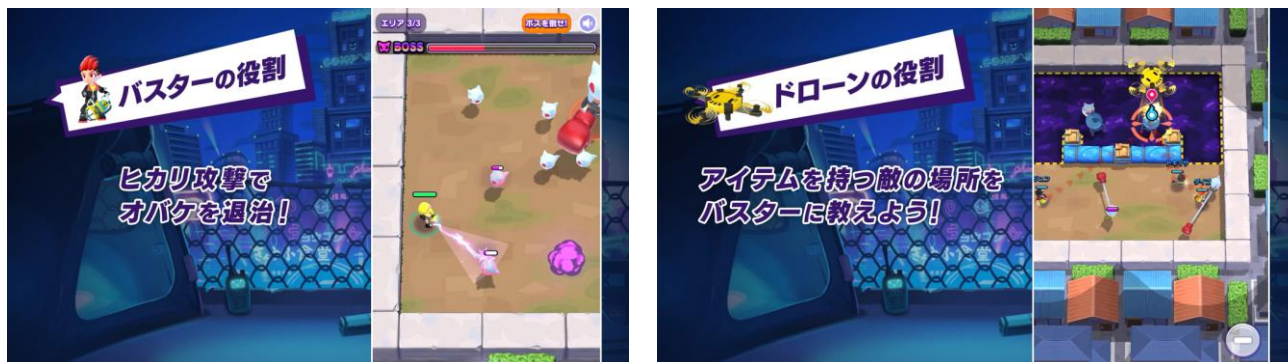 バスターの役割
ヒカリ攻撃で
オバケを退治！
エリア 3/3
ボスを倒せ!
BOSS
ドローンの役割
アイテムを持つ敵の場所を
バスターに教えよう！